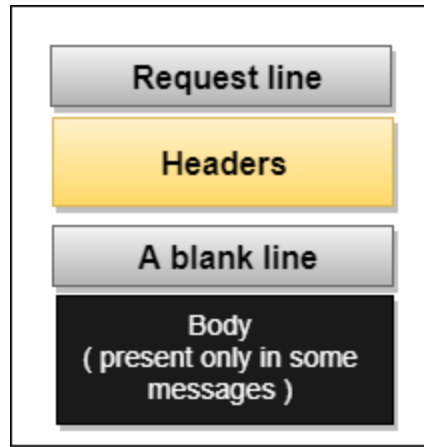 Request line
Headers
A blank line
Body
( present only in some
messages )